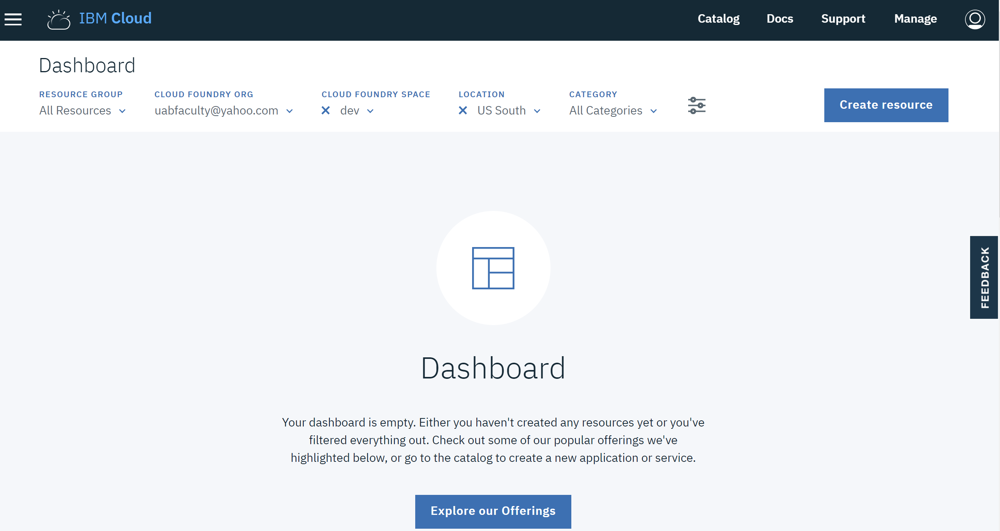 IBM Cloud
Catalog Docs Support Manage
Dashboard
RESOURCE GROUP CLOUD FOUNDRY ORG CLOUD FOUNDRY SPACE LOCATION CATEGORY
All Resources uabfaculty@yahoo.com dev US South All Categories
Create resource
FEEDBACK
Dashboard
Your dashboard is empty. Either you haven't created any resources yet or you've
filtered everything out. Check out some of our popular offerings we've
highlighted below, or go to the catalog to create a new application or service.
Explore our Offerings